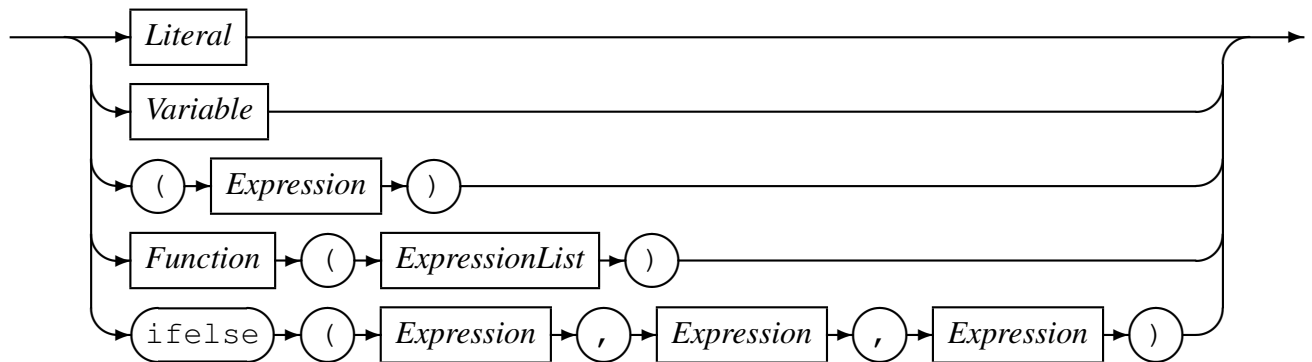 Literal
Variable
( Expression )
Function ( ExpressionList )
ifelse ( Expression , Expression , Expression )